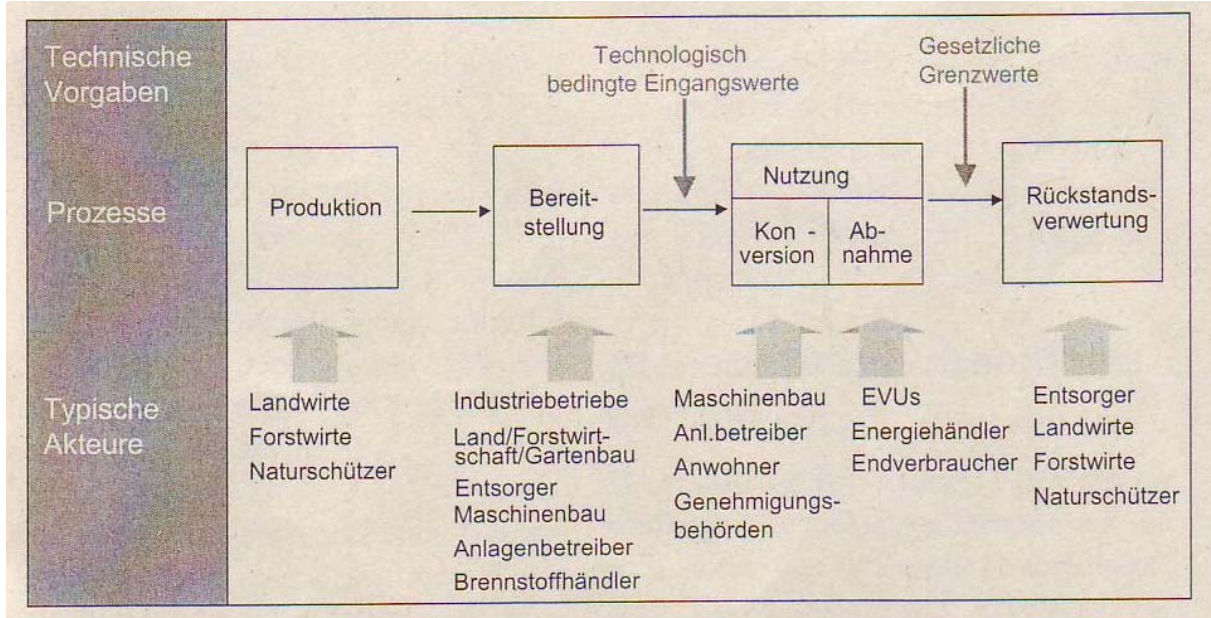 Technische
Vorgaben
Technologisch
bedingte Eingangswerte
Gesetzliche
Grenzwerte
Prozesse
Produktion
Bereit-
stellung
Nutzung
Kon -
version
Ab-
nahme
Rückstands-
verwertung
Typische
Akteure
Landwirte
Forstwirte
Naturschützer
Industriebetriebe
Land/Forstwirt-
schaft/Gartenbau
Entsorger
Maschinenbau
Anlagenbetreiber
Brennstoffhändler
Maschinenbau
Anl.betreiber
Anwohner
Genehmigungs-
behörden
EVUs
Energiehändler
Endverbraucher
Entsorger
Landwirte
Forstwirte
Naturschützer